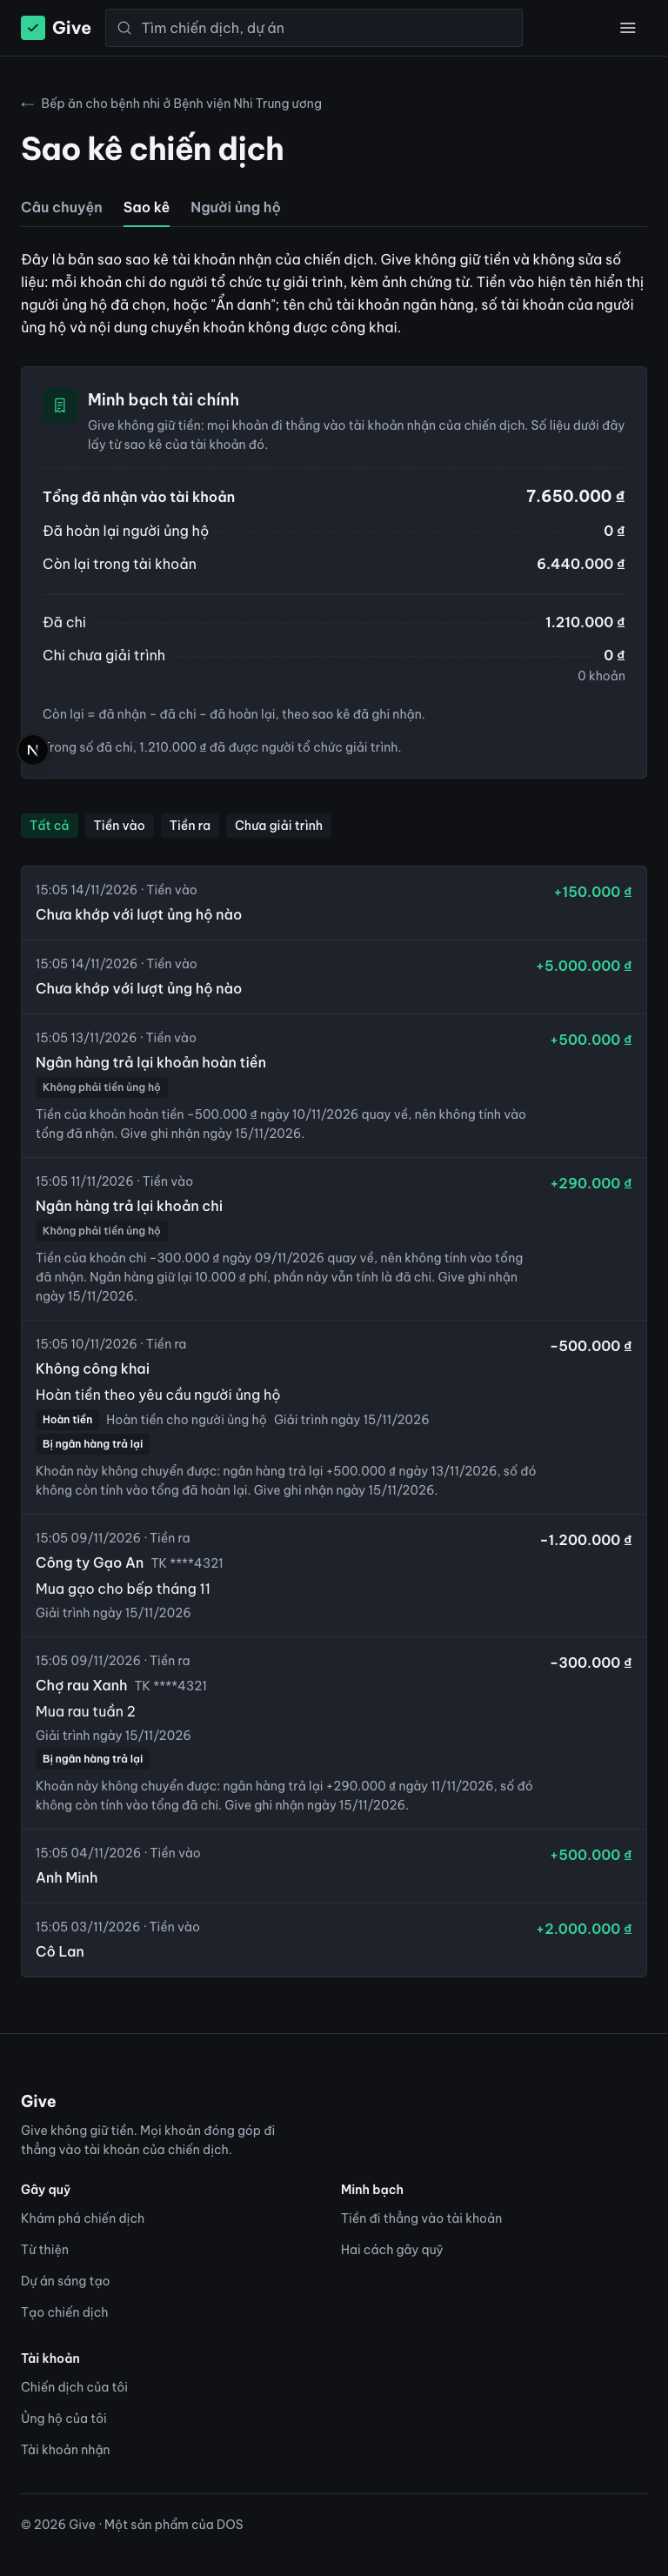 Give
Tìm chiến dịch, dự án
← Bếp ăn cho bệnh nhi ở Bệnh viện Nhi Trung ương
Sao kê chiến dịch
Câu chuyện
Sao kê
Người ủng hộ
Đây là bản sao sao kê tài khoản nhận của chiến dịch. Give không giữ tiền và không sửa số
liệu: mỗi khoản chi do người tổ chức tự giải trình, kèm ảnh chứng từ. Tiền vào hiện tên hiển thị
người ủng hộ đã chọn, hoặc "Ẩn danh"; tên chủ tài khoản ngân hàng, số tài khoản của người
ủng hộ và nội dung chuyển khoản không được công khai.
Minh bạch tài chính
Give không giữ tiền: mọi khoản đi thẳng vào tài khoản nhận của chiến dịch. Số liệu dưới đây
lấy từ sao kê của tài khoản đó.
Tổng đã nhận vào tài khoản 7.650.000 ₫
Đã hoàn lại người ủng hộ 0 ₫
Còn lại trong tài khoản 6.440.000 ₫
Đã chi 1.210.000 ₫
Chi chưa giải trình 0 ₫
0 khoản
Còn lại = đã nhận − đã chi − đã hoàn lại, theo sao kê đã ghi nhận.
Trong số đã chi, 1.210.000 ₫ đã được người tổ chức giải trình.
Tất cả
Tiền vào
Tiền ra
Chưa giải trình
15:05 14/11/2026 · Tiền vào +150.000 ₫
Chưa khớp với lượt ủng hộ nào
15:05 14/11/2026 · Tiền vào +5.000.000 ₫
Chưa khớp với lượt ủng hộ nào
15:05 13/11/2026 · Tiền vào +500.000 ₫
Ngân hàng trả lại khoản hoàn tiền
Không phải tiền ủng hộ
Tiền của khoản hoàn tiền −500.000 ₫ ngày 10/11/2026 quay về, nên không tính vào
tổng đã nhận. Give ghi nhận ngày 15/11/2026.
15:05 11/11/2026 · Tiền vào +290.000 ₫
Ngân hàng trả lại khoản chi
Không phải tiền ủng hộ
Tiền của khoản chi −300.000 ₫ ngày 09/11/2026 quay về, nên không tính vào tổng
đã nhận. Ngân hàng giữ lại 10.000 ₫ phí, phần này vẫn tính là đã chi. Give ghi nhận
ngày 15/11/2026.
15:05 10/11/2026 · Tiền ra −500.000 ₫
Không công khai
Hoàn tiền theo yêu cầu người ủng hộ
Hoàn tiền Hoàn tiền cho người ủng hộ Giải trình ngày 15/11/2026
Bị ngân hàng trả lại
Khoản này không chuyển được: ngân hàng trả lại +500.000 ₫ ngày 13/11/2026, số đó
không còn tính vào tổng đã hoàn lại. Give ghi nhận ngày 15/11/2026.
15:05 09/11/2026 · Tiền ra −1.200.000 ₫
Công ty Gạo An TK ****4321
Mua gạo cho bếp tháng 11
Giải trình ngày 15/11/2026
15:05 09/11/2026 · Tiền ra −300.000 ₫
Chợ rau Xanh TK ****4321
Mua rau tuần 2
Giải trình ngày 15/11/2026
Bị ngân hàng trả lại
Khoản này không chuyển được: ngân hàng trả lại +290.000 ₫ ngày 11/11/2026, số đó
không còn tính vào tổng đã chi. Give ghi nhận ngày 15/11/2026.
15:05 04/11/2026 · Tiền vào +500.000 ₫
Anh Minh
15:05 03/11/2026 · Tiền vào +2.000.000 ₫
Cô Lan
Give
Give không giữ tiền. Mọi khoản đóng góp đi
thẳng vào tài khoản của chiến dịch.
Gây quỹ
Khám phá chiến dịch
Từ thiện
Dự án sáng tạo
Tạo chiến dịch
Minh bạch
Tiền đi thẳng vào tài khoản
Hai cách gây quỹ
Tài khoản
Chiến dịch của tôi
Ủng hộ của tôi
Tài khoản nhận
© 2026 Give · Một sản phẩm của DOS